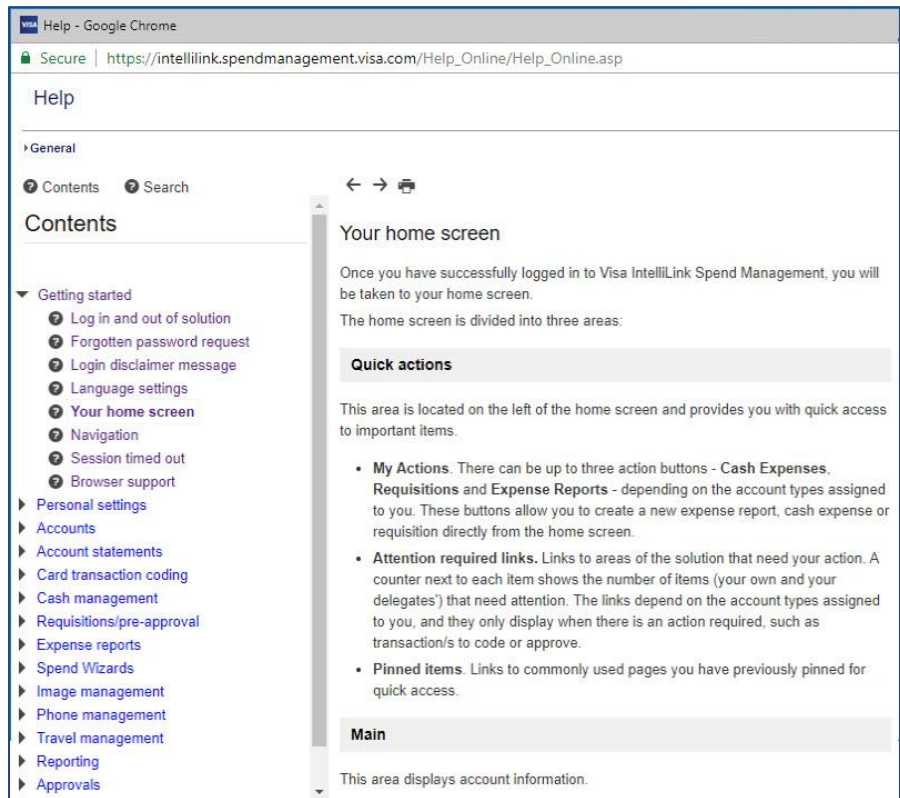 VISA Help - Google Chrome
Secure | https://intellilink.spendmanagement.visa.com/Help_Online/Help_Online.asp
Help
General
Contents Search
Contents
Getting started
Log in and out of solution
Forgotten password request
Login disclaimer message
Language settings
Your home screen
Navigation
Session timed out
Browser support
Personal settings
Accounts
Account statements
Card transaction coding
Cash management
Requisitions/pre-approval
Expense reports
Spend Wizards
Image management
Phone management
Travel management
Reporting
Approvals
Your home screen
Once you have successfully logged in to Visa IntelliLink Spend Management, you will
be taken to your home screen.
The home screen is divided into three areas:
Quick actions
This area is located on the left of the home screen and provides you with quick access
to important items.
• My Actions. There can be up to three action buttons - Cash Expenses,
Requisitions and Expense Reports - depending on the account types assigned
to you. These buttons allow you to create a new expense report, cash expense or
requisition directly from the home screen.
• Attention required links. Links to areas of the solution that need your action. A
counter next to each item shows the number of items (your own and your
delegates') that need attention. The links depend on the account types assigned
to you, and they only display when there is an action required, such as
transaction/s to code or approve.
• Pinned items. Links to commonly used pages you have previously pinned for
quick access.
Main
This area displays account information.